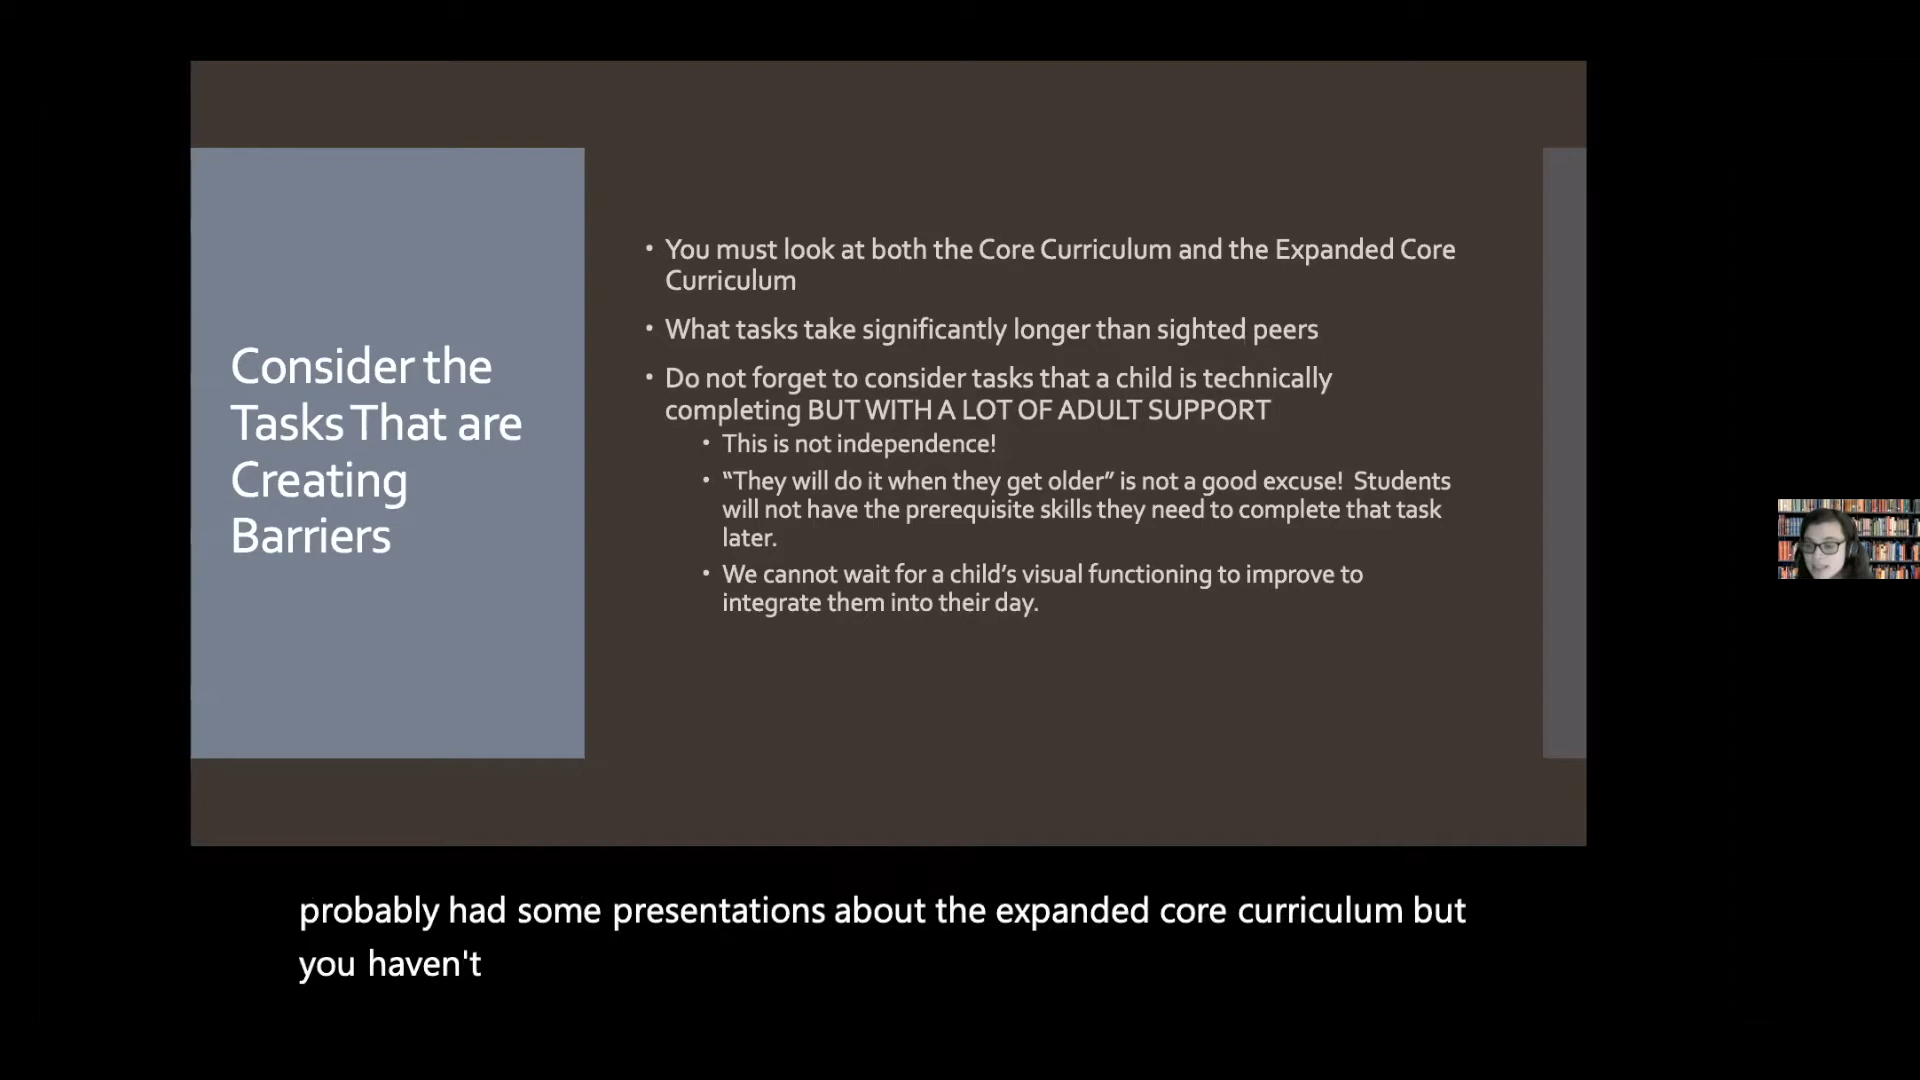 Consider the
Tasks That are
Creating
Barriers
• You must look at both the Core Curriculum and the Expanded Core
Curriculum
• What tasks take significantly longer than sighted peers
• Do not forget to consider tasks that a child is technically
completing BUT WITH A LOT OF ADULT SUPPORT
• This is not independence!
• “They will do it when they get older” is not a good excuse!  Students
will not have the prerequisite skills they need to complete that task
later.
• We cannot wait for a child’s visual functioning to improve to
integrate them into their day.
probably had some presentations about the expanded core curriculum but
you haven't